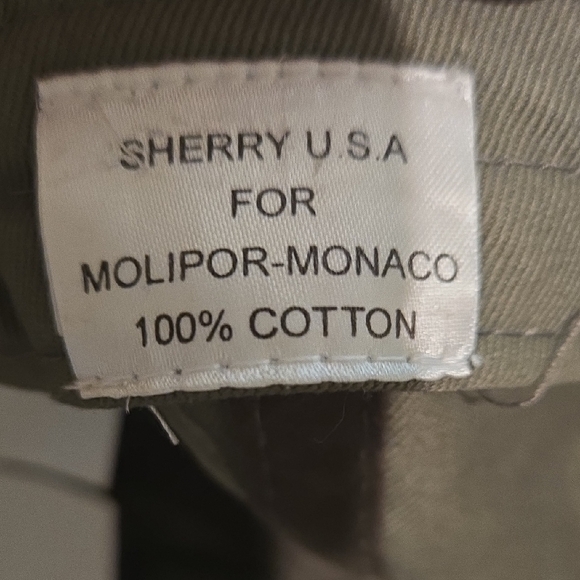 SHERRY U.S.A
FOR
MOLIPOR-MONACO
100% COTTON